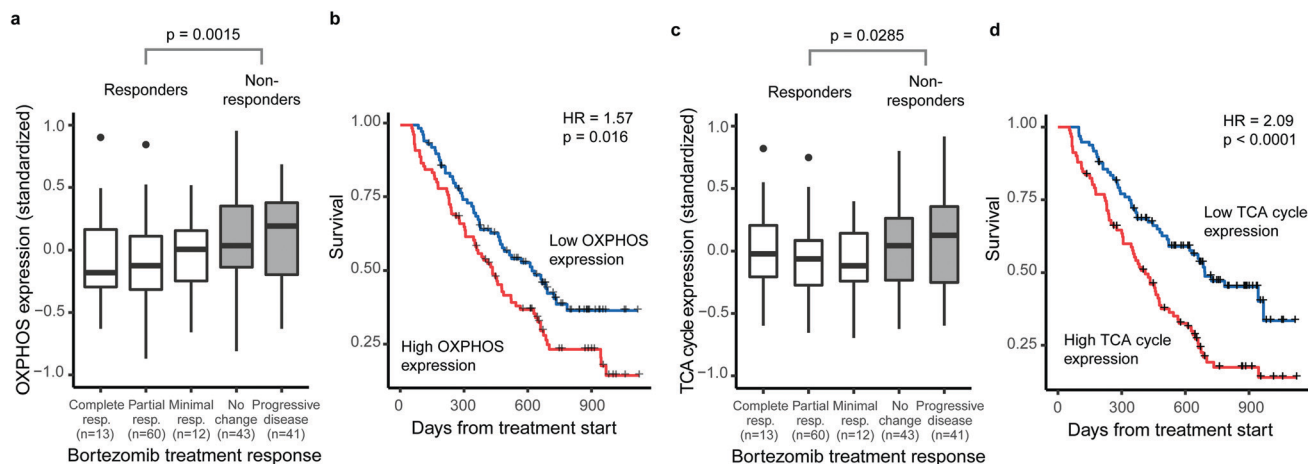 a
p = 0.0015
Responders
Non-
responders
OXPHOS expression (standardized)
1.0
0.5
0.0
−0.5
−1.0
Complete resp. (n=13)
Partial resp. (n=60)
Minimal resp. (n=12)
No change (n=43)
Progressive disease (n=41)
Bortezomib treatment response
b
HR = 1.57
p = 0.016
Survival
1.00
0.75
0.50
0.25
Low OXPHOS
expression
High OXPHOS
expression
0 300 600 900
Days from treatment start
c
p = 0.0285
Responders
Non-
responders
TCA cycle expression (standardized)
1.0
0.5
0.0
−0.5
−1.0
Complete resp. (n=13)
Partial resp. (n=60)
Minimal resp. (n=12)
No change (n=43)
Progressive disease (n=41)
Bortezomib treatment response
d
HR = 2.09
p < 0.0001
Survival
1.00
0.75
0.50
0.25
Low TCA cycle
expression
High TCA cycle
expression
0 300 600 900
Days from treatment start